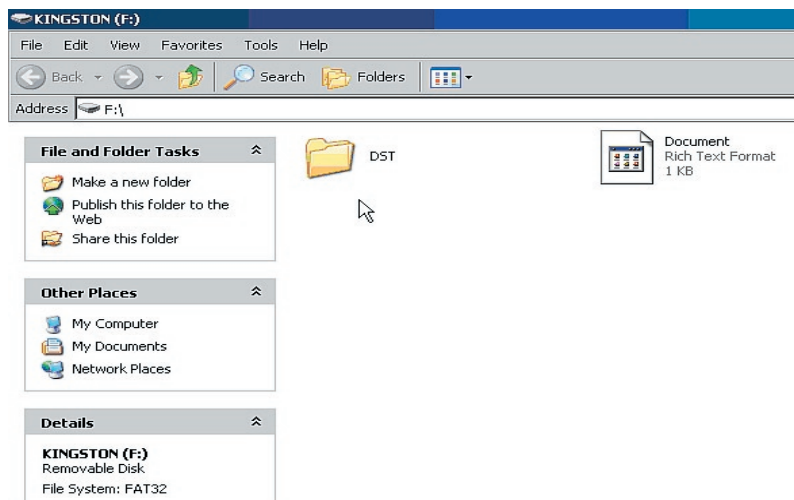 KINGSTON (F:)
File Edit View Favorites Tools Help
Back Search Folders
Address F:\
File and Folder Tasks
Make a new folder
Publish this folder to the
Web
Share this folder
DST
Document
Rich Text Format
1 KB
Other Places
My Computer
My Documents
Network Places
Details
KINGSTON (F:)
Removable Disk
File System: FAT32